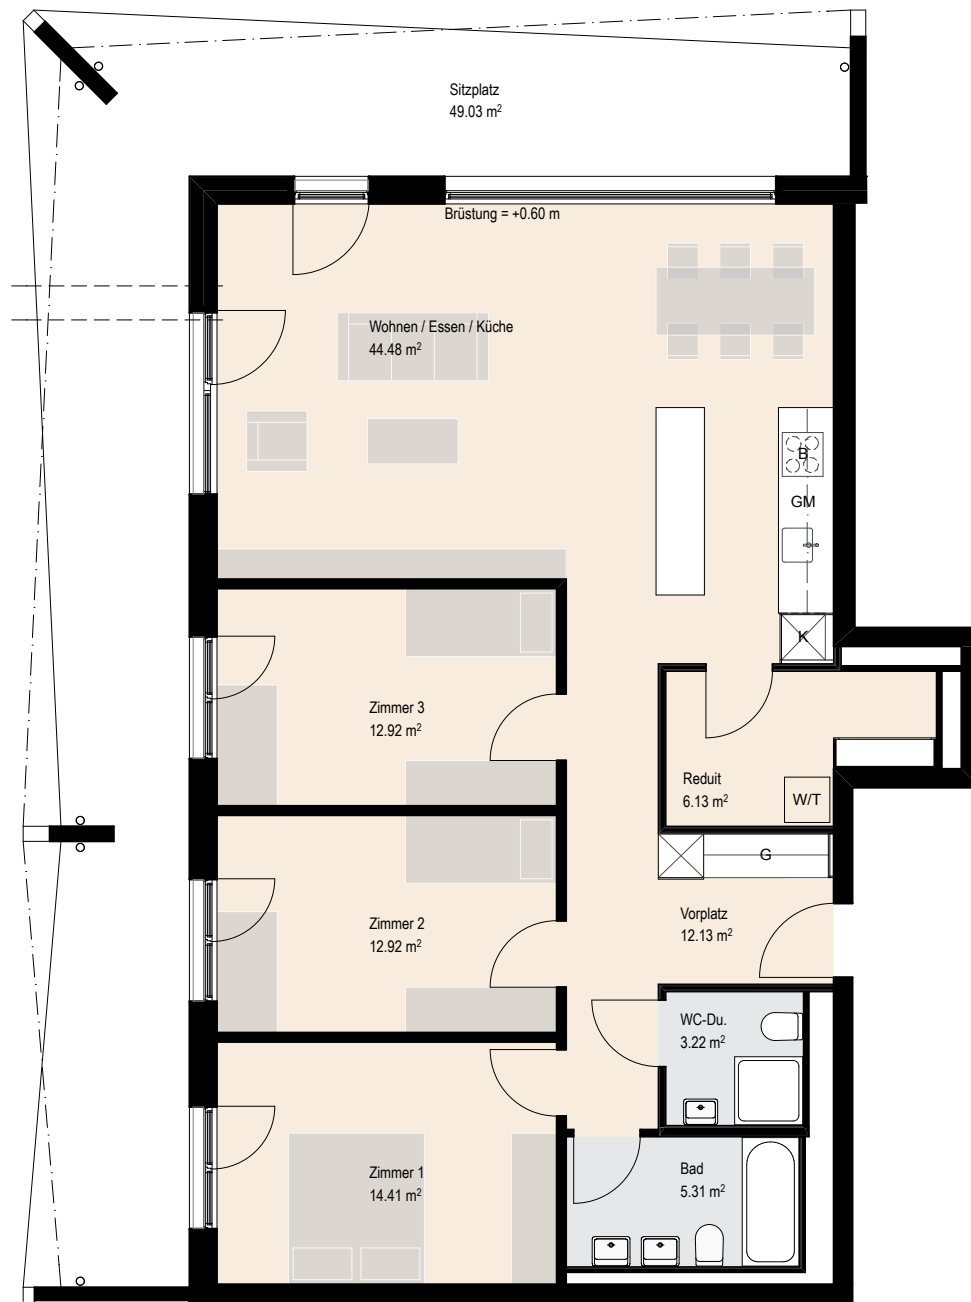 Sitzplatz
49.03 m²
Brüstung = +0.60 m
Wohnen / Essen / Küche
44.48 m²
B
GM
K
Zimmer 3
12.92 m²
Reduit
6.13 m²
W/T
G
Zimmer 2
12.92 m²
Vorplatz
12.13 m²
WC-Du.
3.22 m²
Zimmer 1
14.41 m²
Bad
5.31 m²